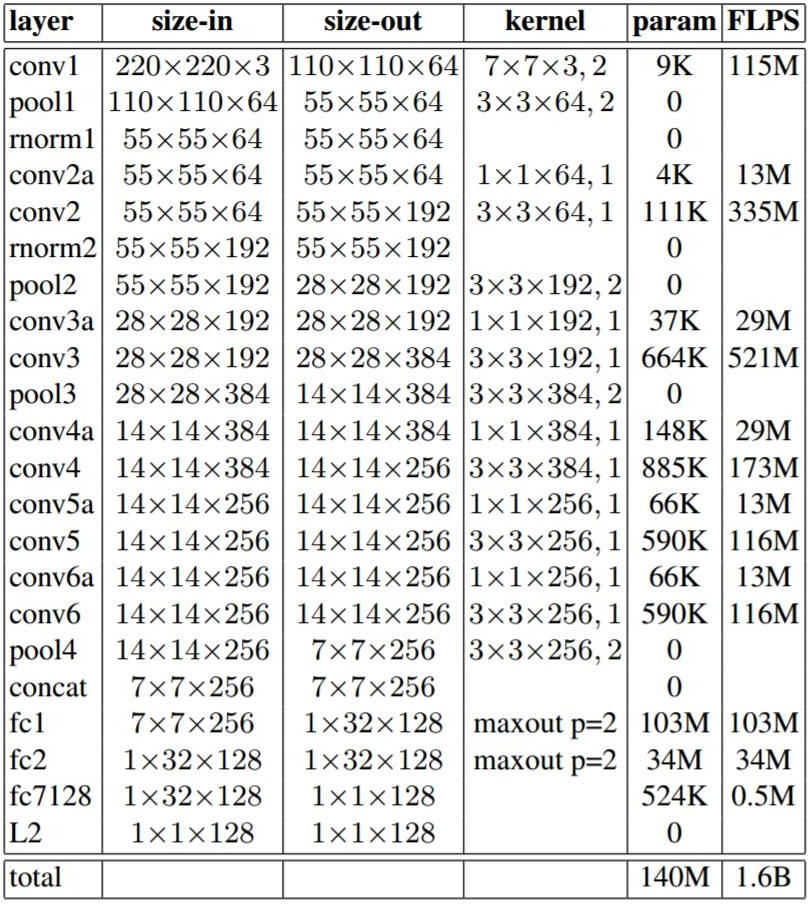 layer size-in size-out kernel param FLPS
conv1 220×220×3 110×110×64 7×7×3, 2 9K 115M
pool1 110×110×64 55×55×64 3×3×64, 2 0
rnorm1 55×55×64 55×55×64 0
conv2a 55×55×64 55×55×64 1×1×64, 1 4K 13M
conv2 55×55×64 55×55×192 3×3×64, 1 111K 335M
rnorm2 55×55×192 55×55×192 0
pool2 55×55×192 28×28×192 3×3×192, 2 0
conv3a 28×28×192 28×28×192 1×1×192, 1 37K 29M
conv3 28×28×192 28×28×384 3×3×192, 1 664K 521M
pool3 28×28×384 14×14×384 3×3×384, 2 0
conv4a 14×14×384 14×14×384 1×1×384, 1 148K 29M
conv4 14×14×384 14×14×256 3×3×384, 1 885K 173M
conv5a 14×14×256 14×14×256 1×1×256, 1 66K 13M
conv5 14×14×256 14×14×256 3×3×256, 1 590K 116M
conv6a 14×14×256 14×14×256 1×1×256, 1 66K 13M
conv6 14×14×256 14×14×256 3×3×256, 1 590K 116M
pool4 14×14×256 7×7×256 3×3×256, 2 0
concat 7×7×256 7×7×256 0
fc1 7×7×256 1×32×128 maxout p=2 103M 103M
fc2 1×32×128 1×32×128 maxout p=2 34M 34M
fc7128 1×32×128 1×1×128 524K 0.5M
L2 1×1×128 1×1×128 0
total 140M 1.6B